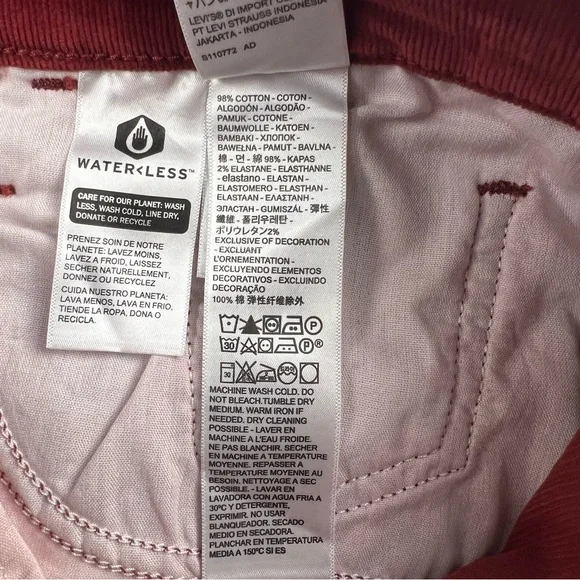 LEVI'S® DI IMPORT O
PT LEVI STRAUSS INDONESIA
JAKARTA - INDONESIA
S110772 AD
WATER<LESS™
CARE FOR OUR PLANET: WASH
LESS, WASH COLD, LINE DRY,
DONATE OR RECYCLE
PRENEZ SOIN DE NOTRE
PLANETE: LAVEZ MOINS,
LAVEZ A FROID, LAISSEZ
SECHER NATURELLEMENT,
DONNEZ OU RECYCLEZ
CUIDA NUESTRO PLANETA:
LAVA MENOS, LAVA EN FRIO,
TIENDE LA ROPA, DONA O
RECICLA.
98% COTTON - COTON -
ALGODÓN - ALGODÃO -
PAMUK - COTONE -
BAUMWOLLE - KATOEN -
BAMBAKI - ХЛОПОК -
BAWEŁNA - PAMUT - BAVLNA -
棉 - 면 - 綿 98% - KAPAS
2% ELASTANE - ELASTHANNE
- elastano - ELASTAN -
ELASTOMERO - ELASTHAN -
ELASTAAN - ΕΛΑΣΤΑΝΗ -
ЭЛАСТАН - GUMISZÁL - 彈性
纖維 - 폴리우레탄 -
ポリウレタン2%
EXCLUSIVE OF DECORATION
- EXCLUANT
L'ORNEMENTATION -
EXCLUYENDO ELEMENTOS
DECORATIVOS - EXCLUINDO
DECORAÇÃO
100% 棉 弹性纤维除外
P
30 P®
30
MACHINE WASH COLD. DO
NOT BLEACH.TUMBLE DRY
MEDIUM. WARM IRON IF
NEEDED. DRY CLEANING
POSSIBLE - LAVER EN
MACHINE A L'EAU FROIDE.
NE PAS BLANCHIR. SECHER
EN MACHINE A TEMPERATURE
MOYENNE. REPASSER A
TEMPERATURE MOYENNE AU
BESOIN. NETTOYAGE A SEC
POSSIBLE. - LAVAR EN
LAVADORA CON AGUA FRIA A
30ºC Y DETERGENTE,
EXPRIMIR. NO USAR
BLANQUEADOR. SECADO
MEDIO EN SECADORA.
PLANCHAR EN TEMPERATURA
MEDIA A 150ºC SI ES